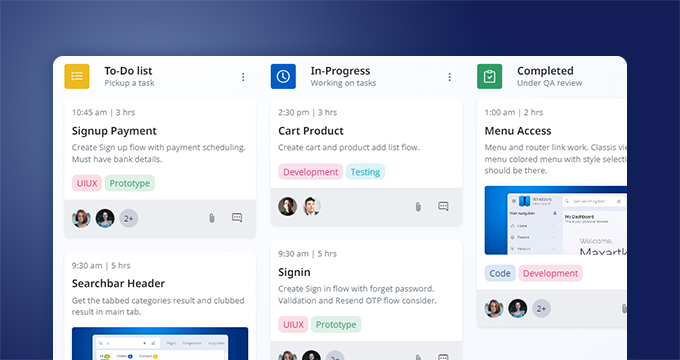 To-Do list
Pickup a task
10:45 am | 3 hrs
Signup Payment
Create Sign up flow with payment scheduling.
Must have bank details.
UIUX
Prototype
2+
9:30 am | 5 hrs
Searchbar Header
Get the tabbed categories result and clubbed
result in main tab.
In-Progress
Working on tasks
2:30 pm | 3 hrs
Cart Product
Create cart and product add list flow.
Development
Testing
9:30 am | 5 hrs
Signin
Create Sign in flow with forget password.
Validation and Resend OTP flow consider.
UIUX
Prototype
2+
Completed
Under QA review
1:00 am | 2 hrs
Menu Access
Menu and router link work. Classis vie
menu colored menu with style selecti
should be there.
Main navigation
My Dashboard
Welcome,
Maxartk
Code
Development
2+